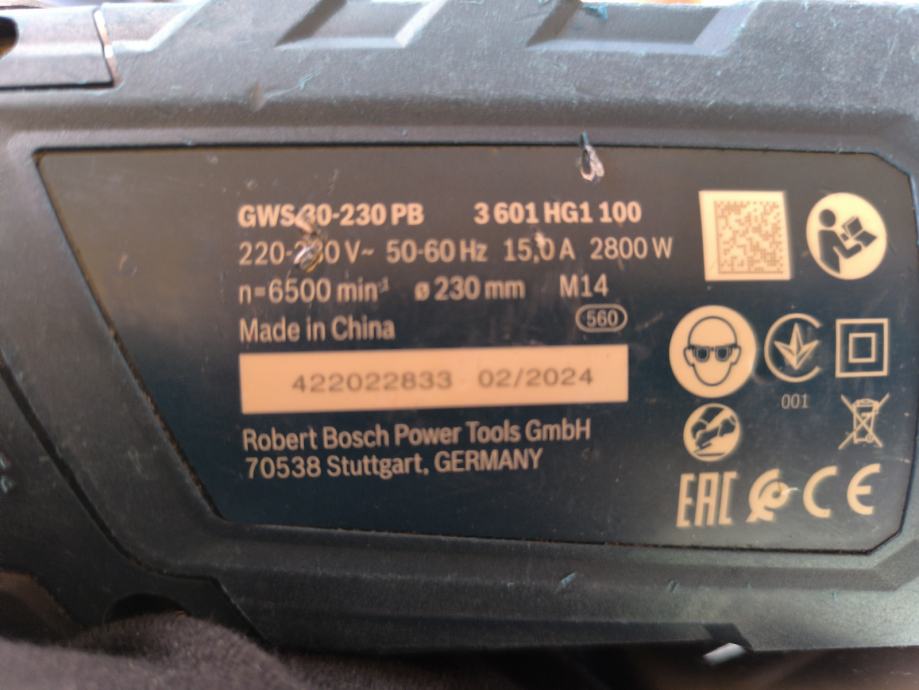 GWS 30-230 PB 3 601 HG1 100
220-230 V~ 50-60 Hz 15,0 A 2800 W
n=6500 min⁻¹ ⌀ 230 mm M14
Made in China 560
422022833 02/2024
Robert Bosch Power Tools GmbH
70538 Stuttgart, GERMANY
001
EAC CE